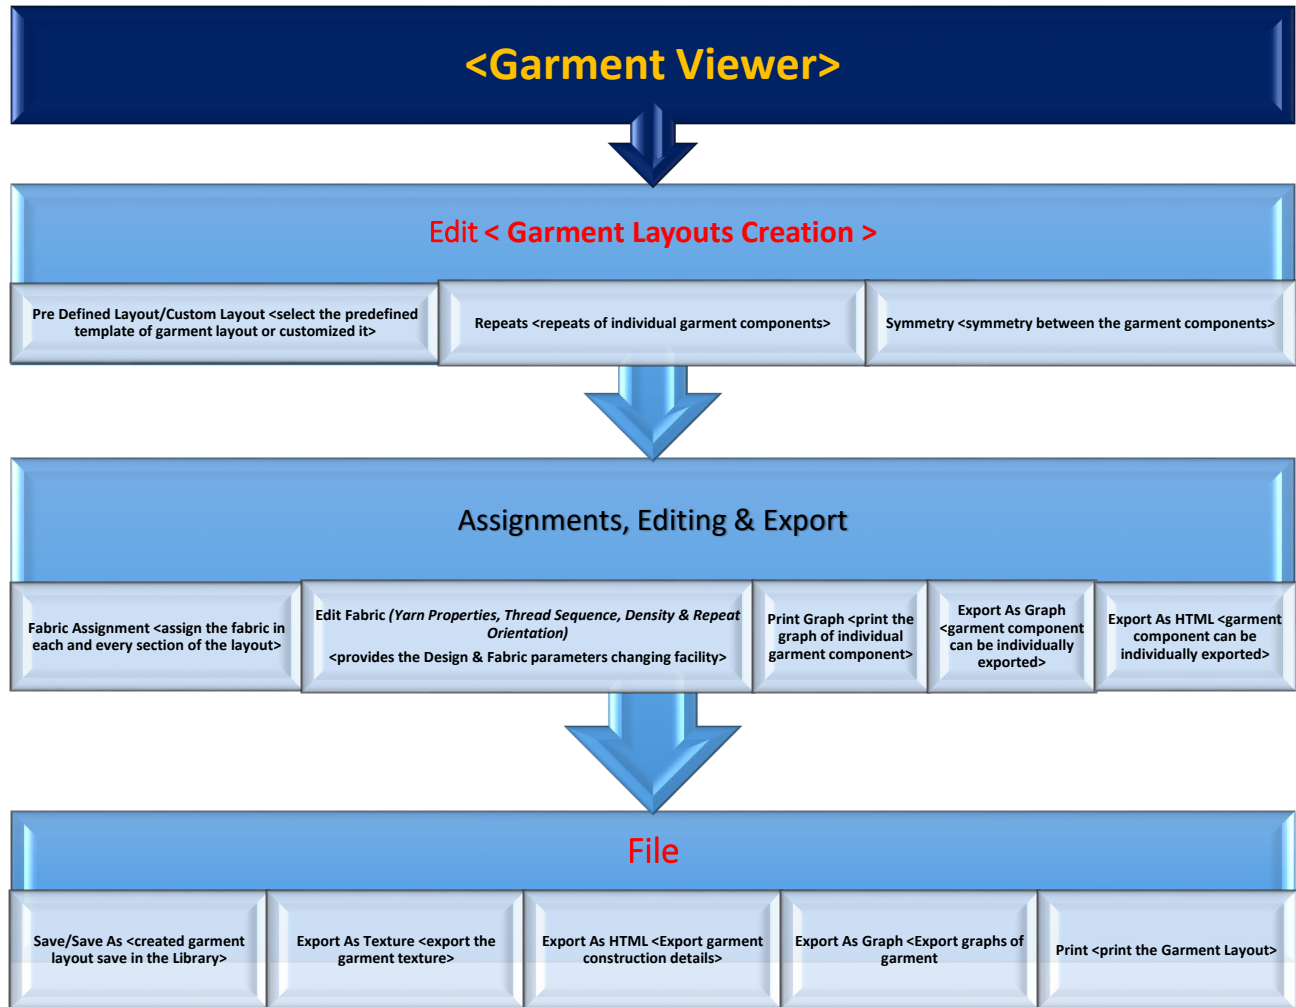 <Garment Viewer>
Edit < Garment Layouts Creation >
Pre Defined Layout/Custom Layout <select the predefined
template of garment layout or customized it>
Repeats <repeats of individual garment components>
Symmetry <symmetry between the garment components>
Assignments, Editing & Export
Fabric Assignment <assign the fabric in
each and every section of the layout>
Edit Fabric (Yarn Properties, Thread Sequence, Density & Repeat
Orientation)
<provides the Design & Fabric parameters changing facility>
Print Graph <print the
graph of individual
garment component>
Export As Graph
<garment component
can be individually
exported>
Export As HTML <garment
component can be
individually exported>
File
Save/Save As <created garment
layout save in the Library>
Export As Texture <export the
garment texture>
Export As HTML <Export garment
construction details>
Export As Graph <Export graphs of
garment
Print <print the Garment Layout>